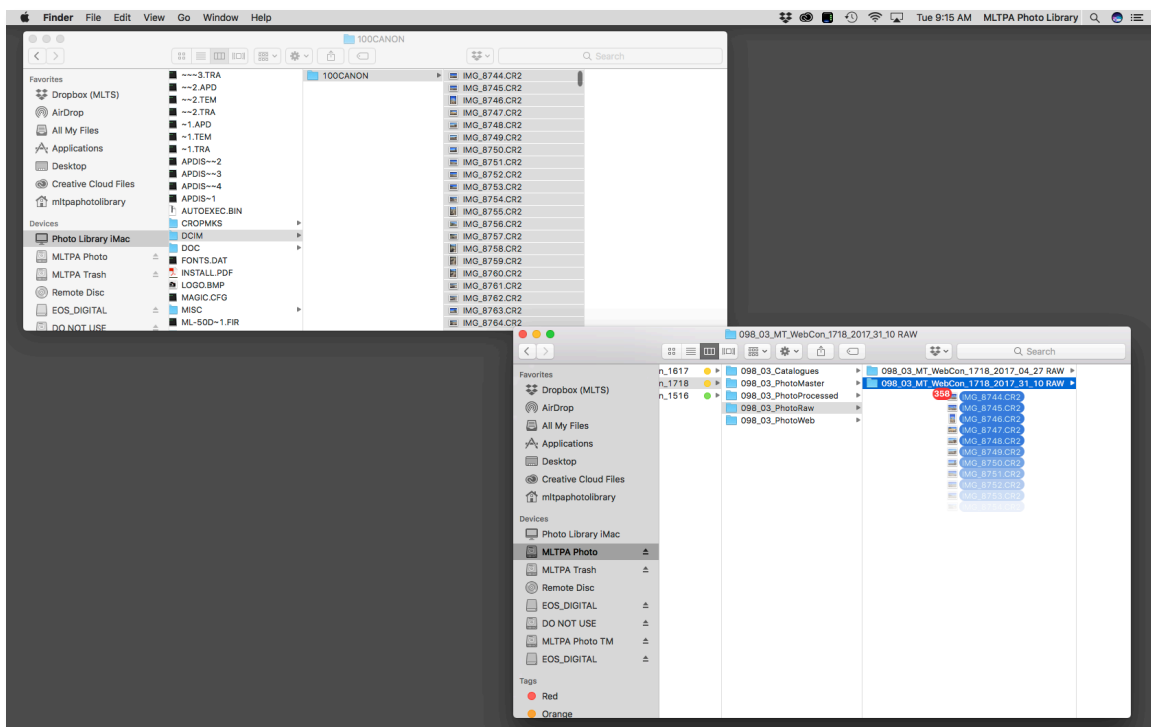 Finder File Edit View Go Window Help Tue 9:15 AM MLTPA Photo Library
100CANON
Search
Favorites
Dropbox (MLTS)
AirDrop
All My Files
Applications
Desktop
Creative Cloud Files
mltpaphotolibrary
Devices
Photo Library iMac
MLTPA Photo
MLTPA Trash
Remote Disc
EOS_DIGITAL
DO NOT USE
~~~3.TRA
~~2.APD
~~2.TEM
~~2.TRA
~1.APD
~1.TEM
~1.TRA
APDIS~~2
APDIS~~3
APDIS~~4
APDIS~1
AUTOEXEC.BIN
CROPMKS
DCIM
DOC
FONTS.DAT
INSTALL.PDF
LOGO.BMP
MAGIC.CFG
MISC
ML-50D~1.FIR
100CANON
IMG_8744.CR2
IMG_8745.CR2
IMG_8746.CR2
IMG_8747.CR2
IMG_8748.CR2
IMG_8749.CR2
IMG_8750.CR2
IMG_8751.CR2
IMG_8752.CR2
IMG_8753.CR2
IMG_8754.CR2
IMG_8755.CR2
IMG_8756.CR2
IMG_8757.CR2
IMG_8758.CR2
IMG_8759.CR2
IMG_8760.CR2
IMG_8761.CR2
IMG_8762.CR2
IMG_8763.CR2
IMG_8764.CR2
098_03_MT_WebCon_1718_2017_31_10 RAW
Search
Favorites
Dropbox (MLTS)
AirDrop
All My Files
Applications
Desktop
Creative Cloud Files
mltpaphotolibrary
Devices
Photo Library iMac
MLTPA Photo
MLTPA Trash
Remote Disc
EOS_DIGITAL
DO NOT USE
MLTPA Photo TM
EOS_DIGITAL
Tags
Red
Orange
n_1617
n_1718
n_1516
098_03_Catalogues
098_03_PhotoMaster
098_03_PhotoProcessed
098_03_PhotoRaw
098_03_PhotoWeb
098_03_MT_WebCon_1718_2017_04_27 RAW
098_03_MT_WebCon_1718_2017_31_10 RAW
358
IMG_8744.CR2
IMG_8745.CR2
IMG_8746.CR2
IMG_8747.CR2
IMG_8748.CR2
IMG_8749.CR2
IMG_8750.CR2
IMG_8751.CR2
IMG_8752.CR2
IMG_8753.CR2